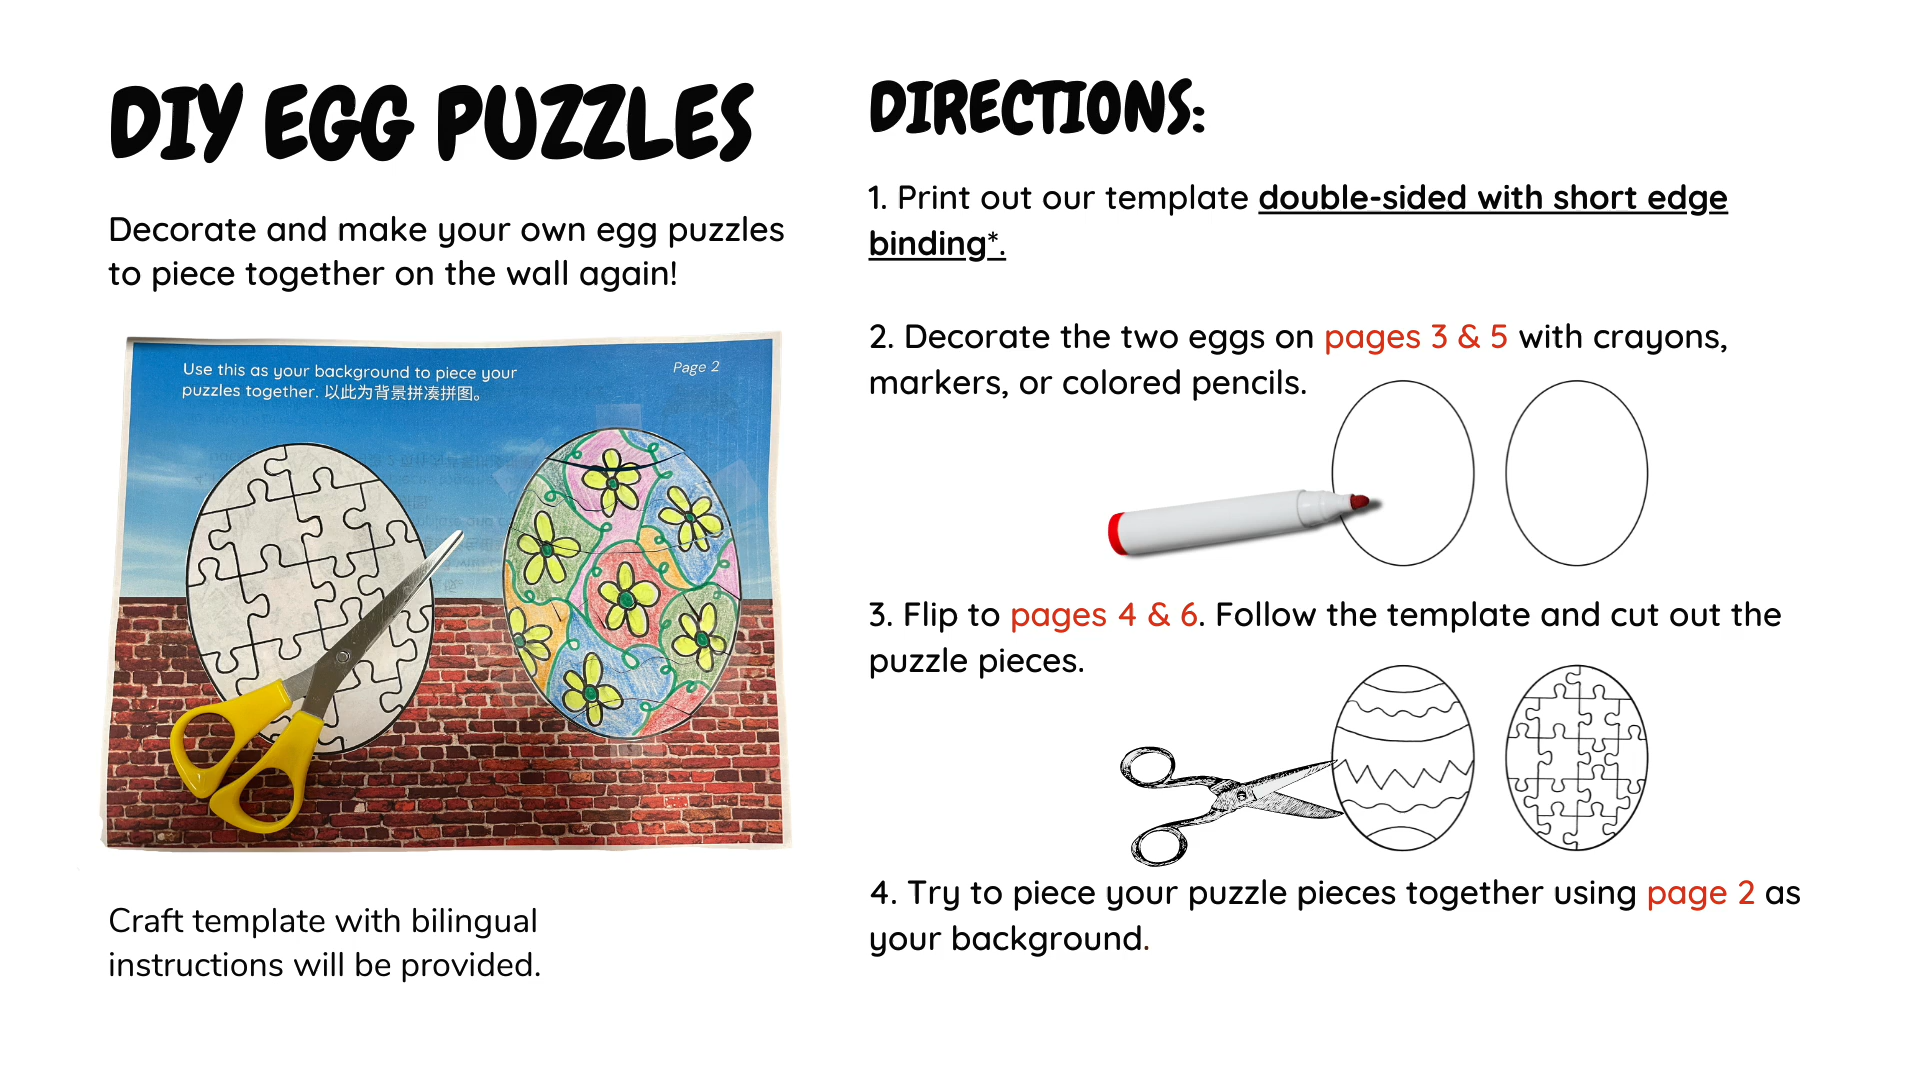 DIY EGG PUZZLES
Decorate and make your own egg puzzles
to piece together on the wall again!
Use this as your background to piece your
puzzles together. 以此为背景拼凑拼图。
Page 2
Craft template with bilingual
instructions will be provided.
DIRECTIONS:
1. Print out our template double-sided with short edge
binding*.
2. Decorate the two eggs on pages 3 & 5 with crayons,
markers, or colored pencils.
3. Flip to pages 4 & 6. Follow the template and cut out the
puzzle pieces.
4. Try to piece your puzzle pieces together using page 2 as
your background.